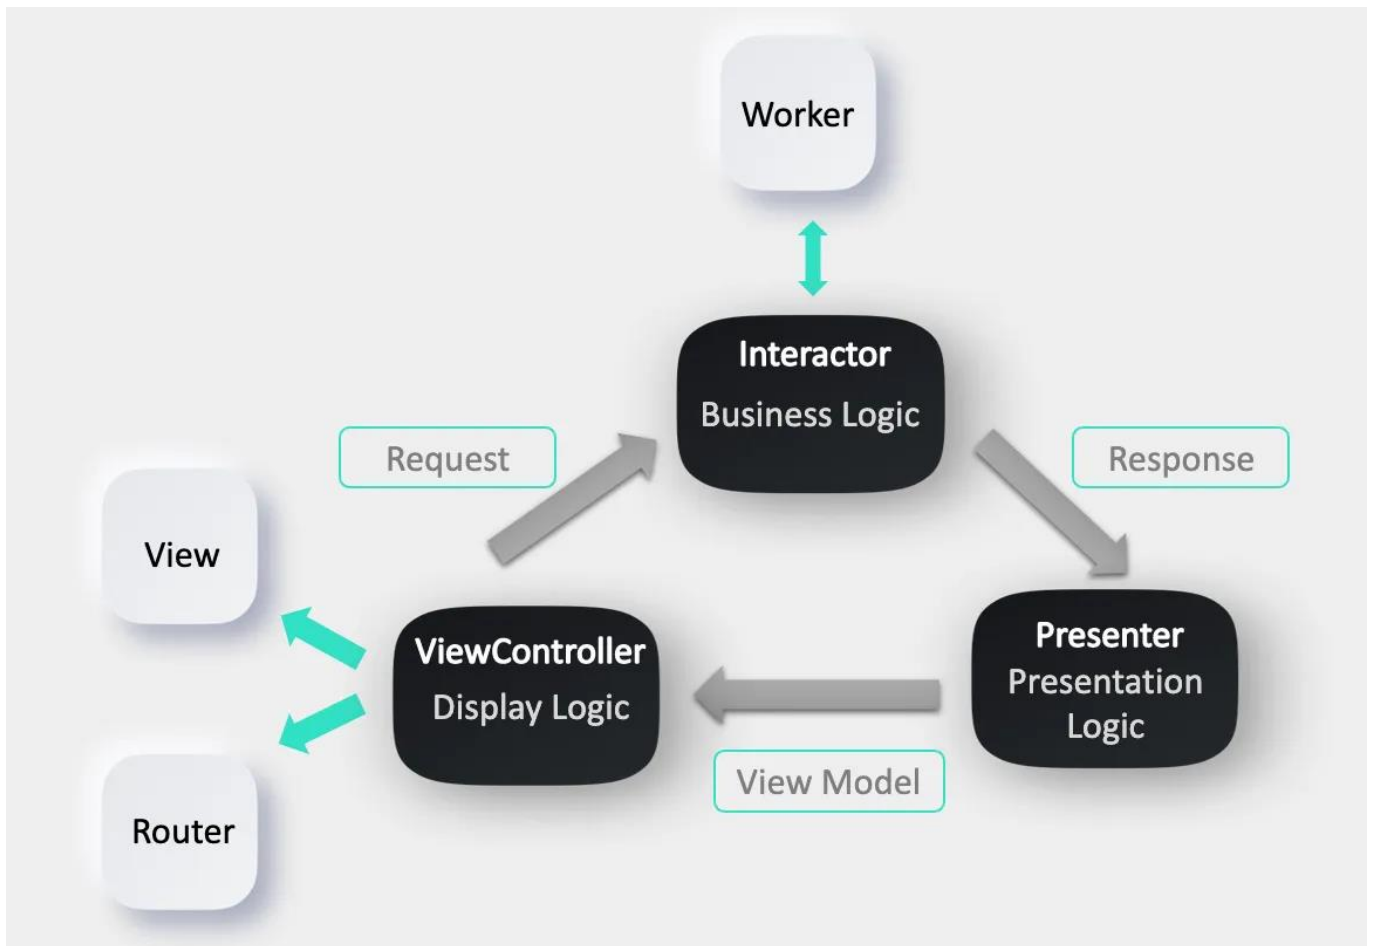 Worker
Interactor
Business Logic
Request
Response
View
ViewController
Display Logic
Presenter
Presentation
Logic
View Model
Router